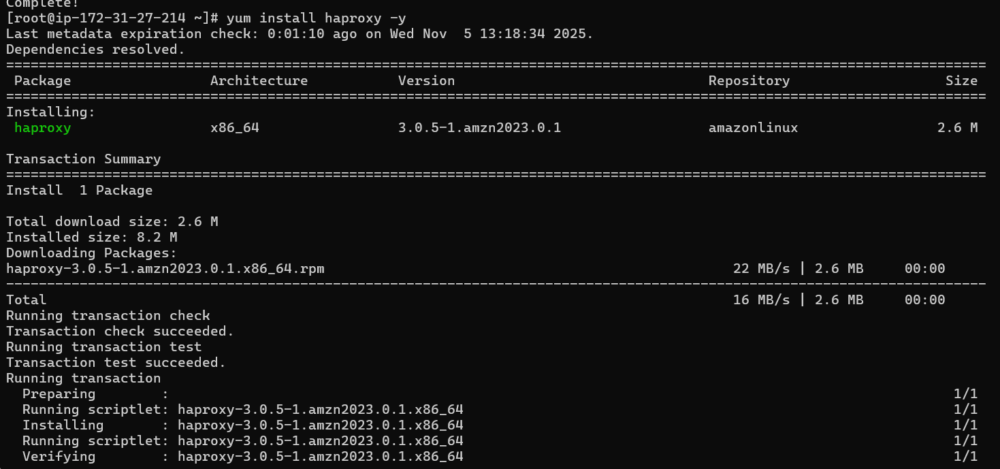 Complete!
[root@ip-172-31-27-214 ~]# yum install haproxy -y
Last metadata expiration check: 0:01:10 ago on Wed Nov  5 13:18:34 2025.
Dependencies resolved.
========================================================================================================================
 Package                 Architecture           Version                               Repository                   Size
========================================================================================================================
Installing:
 haproxy                 x86_64                 3.0.5-1.amzn2023.0.1                  amazonlinux                 2.6 M
Transaction Summary
========================================================================================================================
Install  1 Package
Total download size: 2.6 M
Installed size: 8.2 M
Downloading Packages:
haproxy-3.0.5-1.amzn2023.0.1.x86_64.rpm                                                  22 MB/s | 2.6 MB     00:00
------------------------------------------------------------------------------------------------------------------------
Total                                                                                    16 MB/s | 2.6 MB     00:00
Running transaction check
Transaction check succeeded.
Running transaction test
Transaction test succeeded.
Running transaction
  Preparing        :                                                                                                1/1
  Running scriptlet: haproxy-3.0.5-1.amzn2023.0.1.x86_64                                                            1/1
  Installing       : haproxy-3.0.5-1.amzn2023.0.1.x86_64                                                            1/1
  Running scriptlet: haproxy-3.0.5-1.amzn2023.0.1.x86_64                                                            1/1
  Verifying        : haproxy-3.0.5-1.amzn2023.0.1.x86_64                                                            1/1